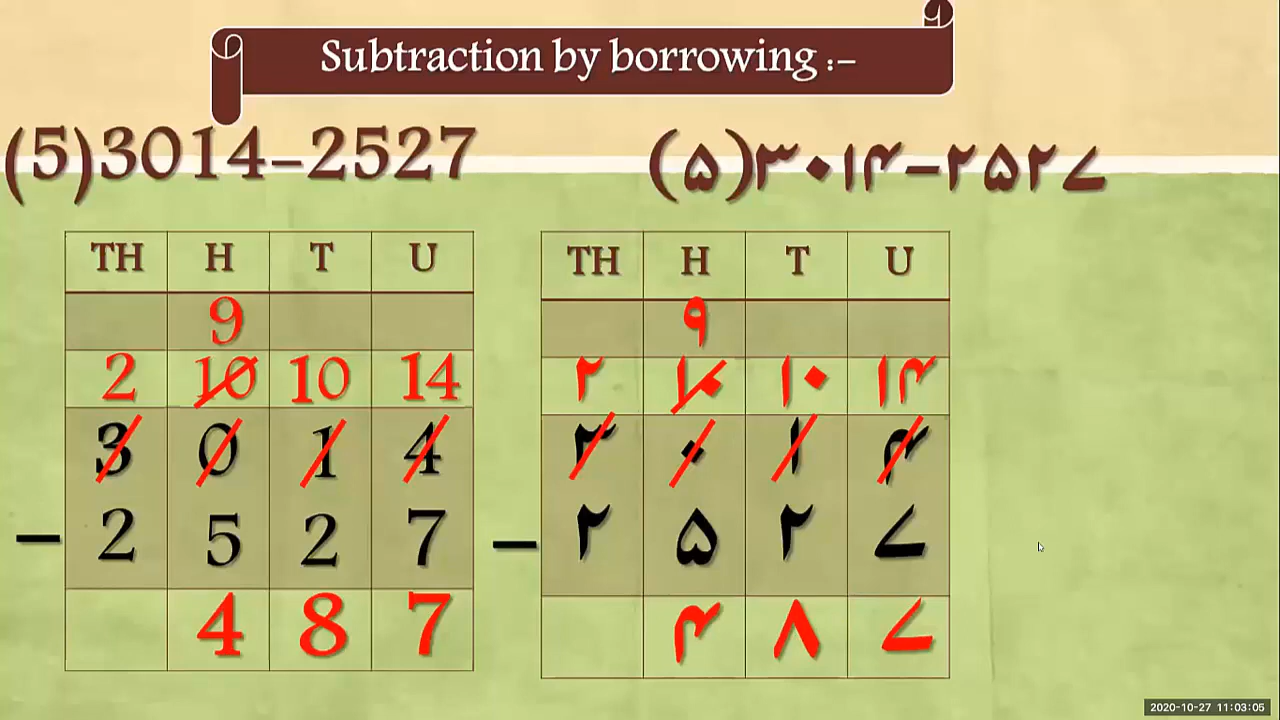 Subtraction by borrowing :-
(5)3014-2527
(۵)۳۰۱۴-۲۵۲۷
TH H T U
9
2 10 10 14
3 0 1 4
- 2 5 2 7
4 8 7
TH H T U
۹
۲ ۱۰ ۱۰ ۱۴
۳ ۰ ۱ ۴
- ۲ ۵ ۲ ۷
۴ ۸ ۷
2020-10-27 11:03:05